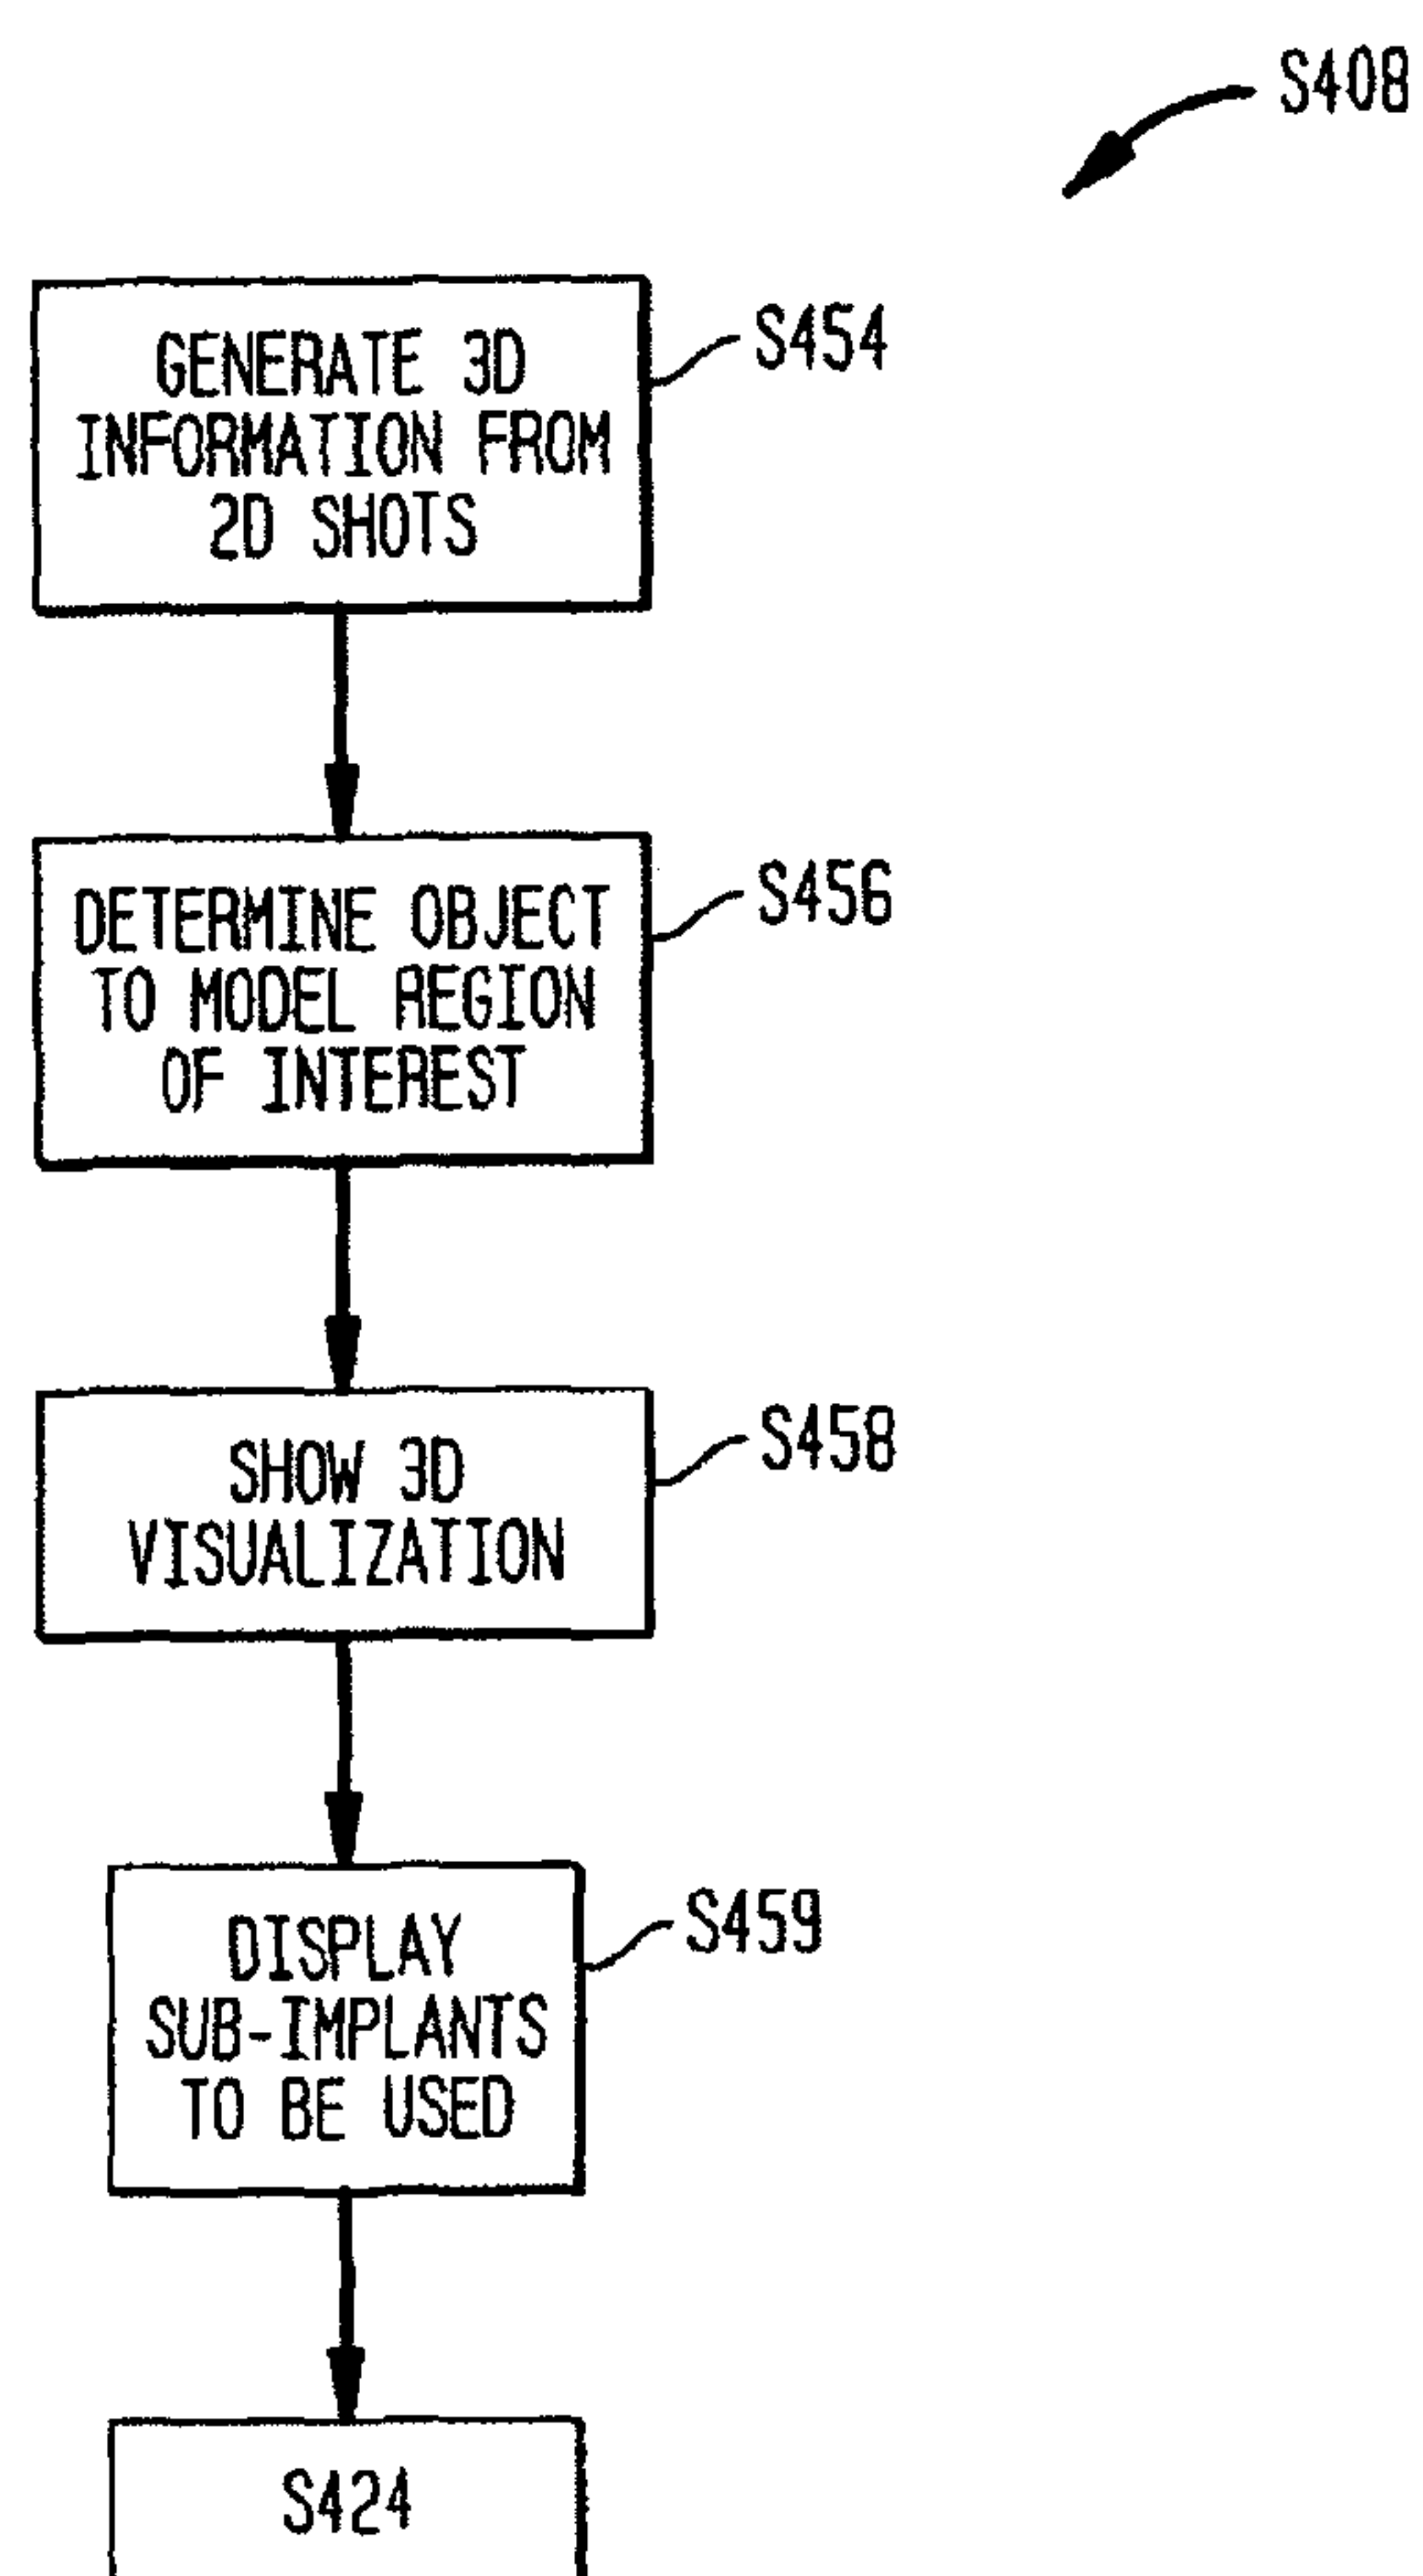 S408
GENERATE 3D
INFORMATION FROM
2D SHOTS
S454
DETERMINE OBJECT
TO MODEL REGION
OF INTEREST
S456
SHOW 3D
VISUALIZATION
S458
DISPLAY
SUB-IMPLANTS
TO BE USED
S459
S424